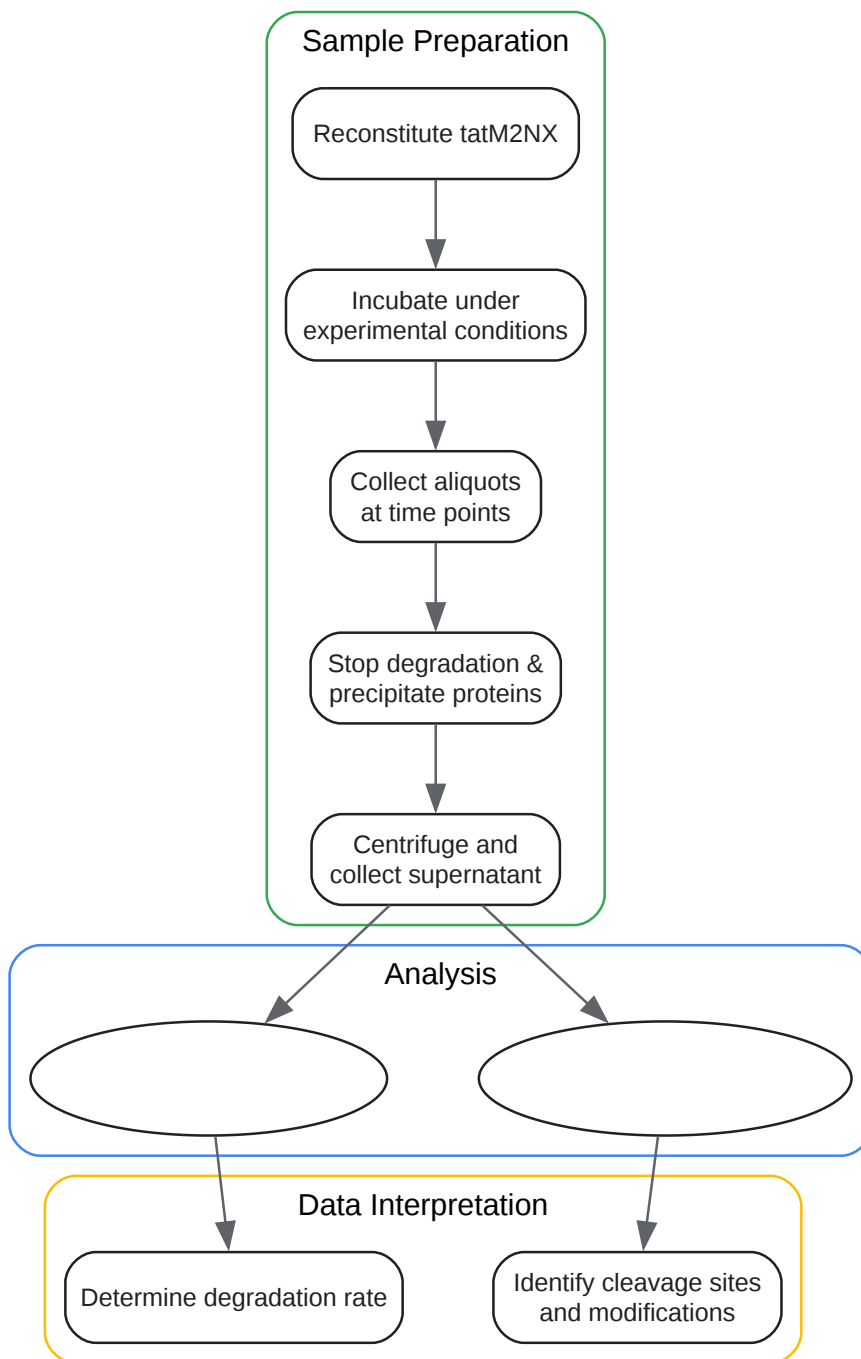 Sample Preparation
Reconstitute tatM2NX
Incubate under
experimental conditions
Collect aliquots
at time points
Stop degradation &
precipitate proteins
Centrifuge and
collect supernatant
Analysis
Data Interpretation
Determine degradation rate
Identify cleavage sites
and modifications